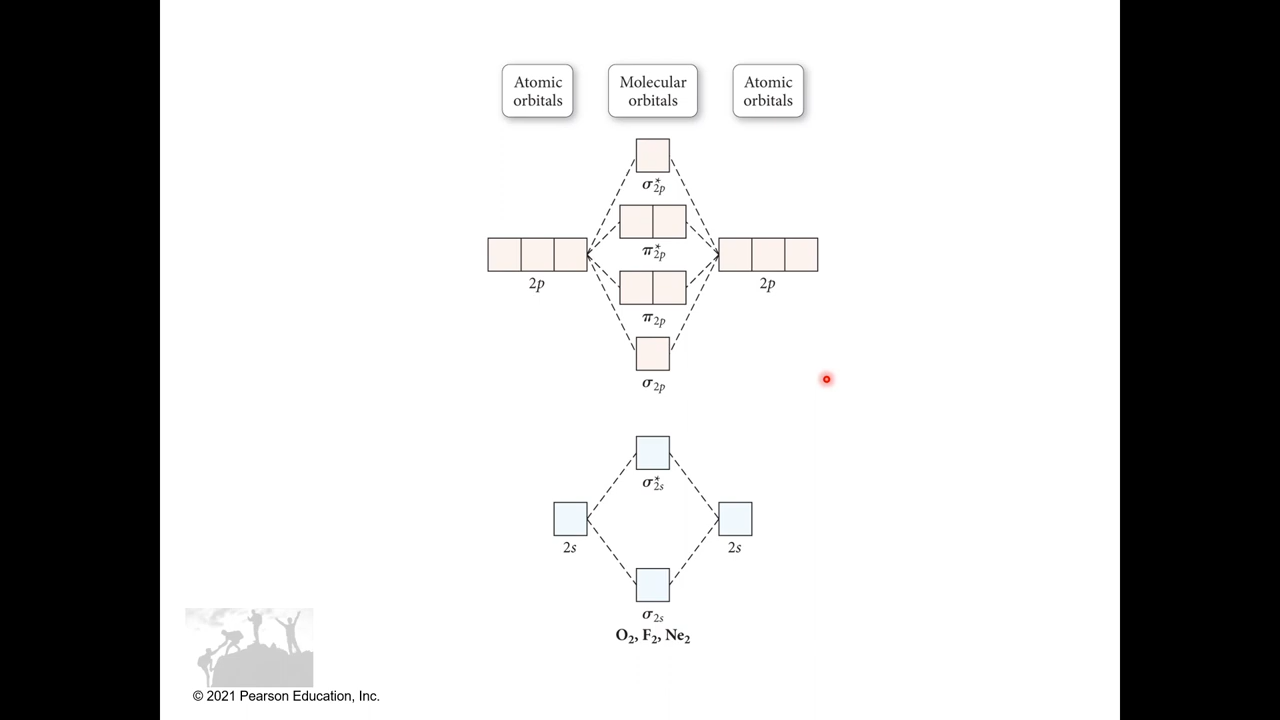 Atomic
orbitals
Molecular
orbitals
Atomic
orbitals
σ*2p
π*2p
2p
2p
π2p
σ2p
σ*2s
2s
2s
σ2s
O₂, F₂, Ne₂
© 2021 Pearson Education, Inc.